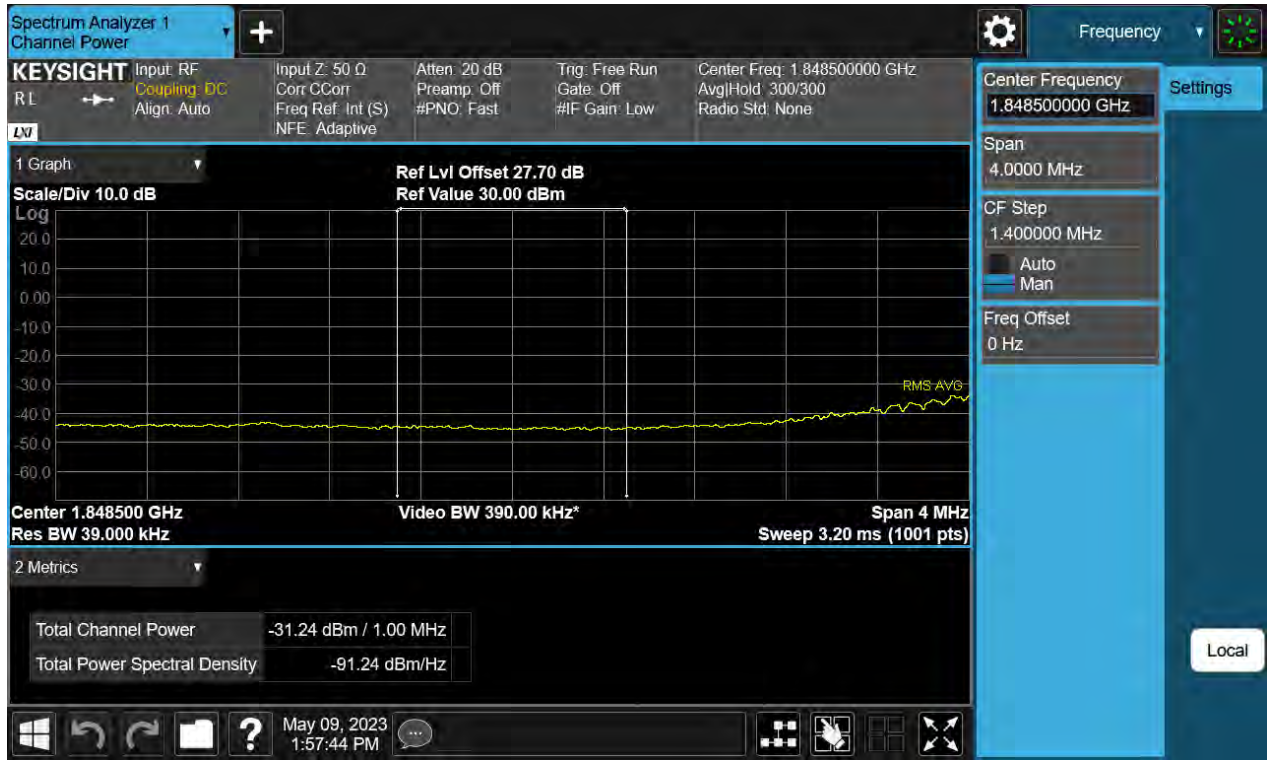 Spectrum Analyzer 1
Channel Power
+
Frequency
KEYSIGHT
RL
LXI
Input: RF
Coupling: DC
Align: Auto
Input Z: 50 Ω
Corr CCorr
Freq Ref: Int (S)
NFE: Adaptive
Atten: 20 dB
Preamp: Off
#PNO: Fast
Trig: Free Run
Gate: Off
#IF Gain: Low
Center Freq: 1.848500000 GHz
Avg|Hold: 300/300
Radio Std: None
Center Frequency
1.848500000 GHz
Settings
Span
4.0000 MHz
CF Step
1.400000 MHz
Auto
Man
Freq Offset
0 Hz
1 Graph
Scale/Div 10.0 dB
Ref Lvl Offset 27.70 dB
Ref Value 30.00 dBm
Log
20.0
10.0
0.00
-10.0
-20.0
-30.0
-40.0
-50.0
-60.0
RMS AVG
Center 1.848500 GHz
Res BW 39.000 kHz
Video BW 390.00 kHz*
Span 4 MHz
Sweep 3.20 ms (1001 pts)
2 Metrics
Total Channel Power -31.24 dBm / 1.00 MHz
Total Power Spectral Density -91.24 dBm/Hz
Local
?
May 09, 2023
1:57:44 PM